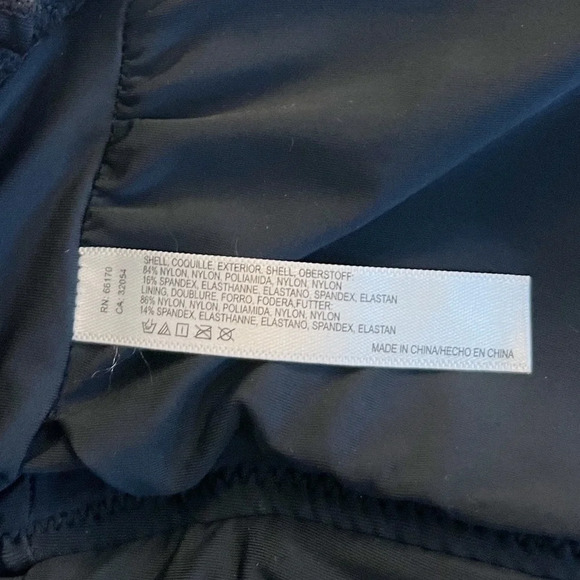 RN. 66170
CA. 32054
SHELL, COQUILLE, EXTERIOR, SHELL, OBERSTOFF:
84% NYLON, NYLON, POLIAMIDA, NYLON, NYLON
16% SPANDEX, ELASTHANNE, ELASTANO, SPANDEX, ELASTAN
LINING, DOUBLURE, FORRO, FODERA,FUTTER:
86% NYLON, NYLON, POLIAMIDA, NYLON, NYLON
14% SPANDEX, ELASTHANNE, ELASTANO, SPANDEX, ELASTAN
MADE IN CHINA/HECHO EN CHINA